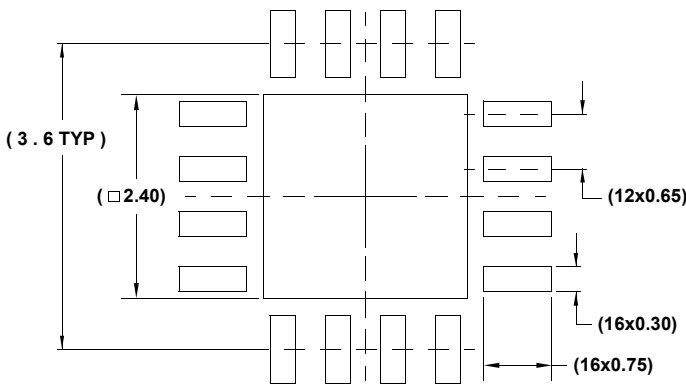 ( 3 . 6 TYP )
( □ 2.40)
(12x0.65)
(16x0.30)
(16x0.75)